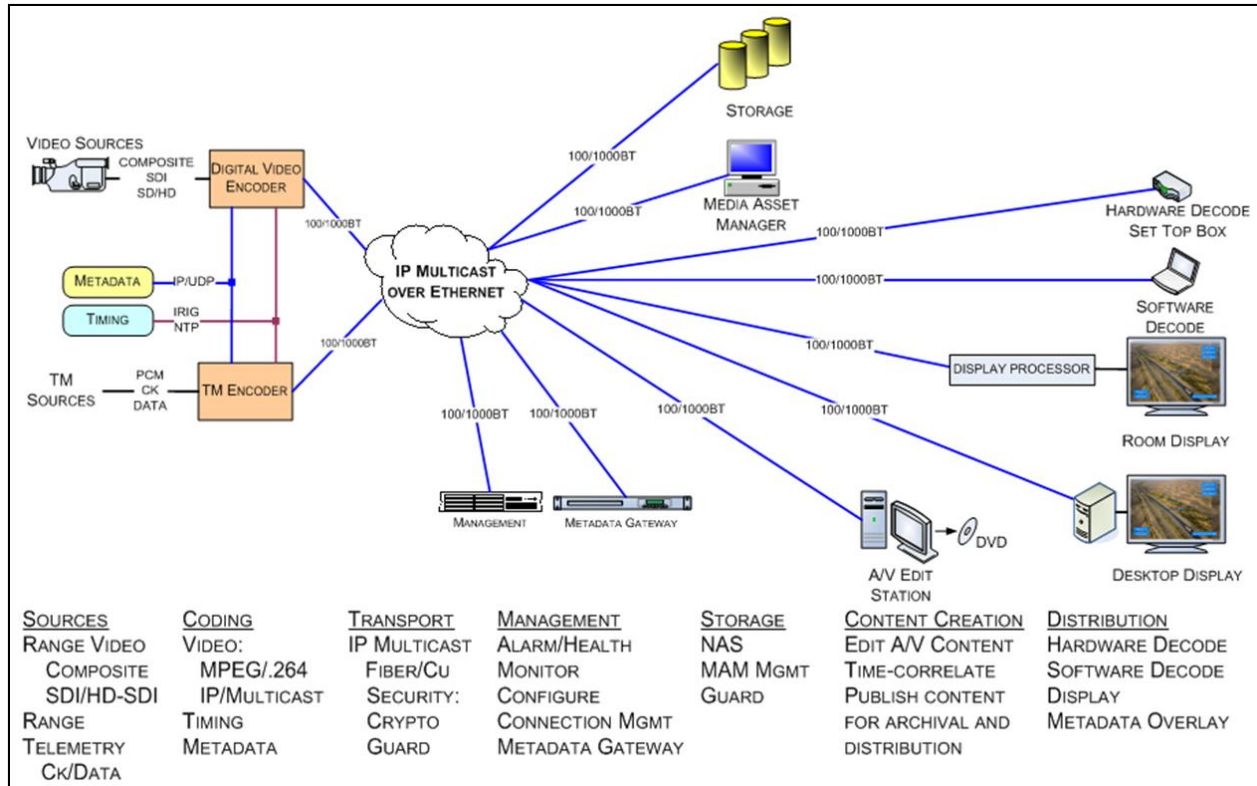 STORAGE
VIDEO SOURCES
COMPOSITE
SDI
SD/HD
DIGITAL VIDEO
ENCODER
100/1000BT
100/1000BT
100/1000BT
MEDIA ASSET
MANAGER
HARDWARE DECODE
SET TOP BOX
100/1000BT
METADATA
IP/UDP
IP MULTICAST
OVER ETHERNET
100/1000BT
SOFTWARE
DECODE
TIMING
IRIG
NTP
100/1000BT
100/1000BT
DISPLAY PROCESSOR
TM
SOURCES
PCM
CK
DATA
TM ENCODER
100/1000BT
100/1000BT
100/1000BT
100/1000BT
ROOM DISPLAY
MANAGEMENT
METADATA GATEWAY
DVD
A/V EDIT
STATION
DESKTOP DISPLAY
SOURCES
RANGE VIDEO
COMPOSITE
SDI/HD-SDI
RANGE
TELEMETRY
CK/DATA
CODING
VIDEO:
MPEG/.264
IP/MULTICAST
TIMING
METADATA
TRANSPORT
IP MULTICAST
FIBER/CU
SECURITY:
CRYPTO
GUARD
MANAGEMENT
ALARM/HEALTH
MONITOR
CONFIGURE
CONNECTION MGMT
METADATA GATEWAY
STORAGE
NAS
MAM MGMT
GUARD
CONTENT CREATION
EDIT A/V CONTENT
TIME-CORRELATE
PUBLISH CONTENT
FOR ARCHIVAL AND
DISTRIBUTION
DISTRIBUTION
HARDWARE DECODE
SOFTWARE DECODE
DISPLAY
METADATA OVERLAY